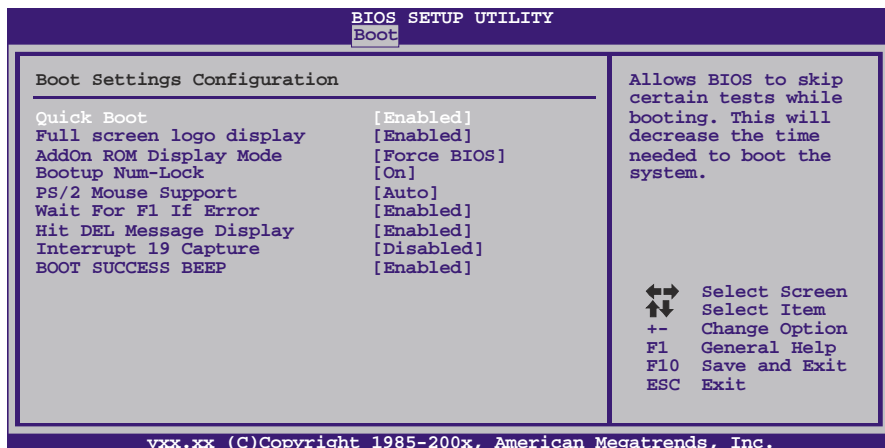 BIOS SETUP UTILITY
Boot
Boot Settings Configuration
Quick Boot [Enabled]
Full screen logo display [Enabled]
AddOn ROM Display Mode [Force BIOS]
Bootup Num-Lock [On]
PS/2 Mouse Support [Auto]
Wait For F1 If Error [Enabled]
Hit DEL Message Display [Enabled]
Interrupt 19 Capture [Disabled]
BOOT SUCCESS BEEP [Enabled]
Allows BIOS to skip
certain tests while
booting. This will
decrease the time
needed to boot the
system.
Select Screen
Select Item
+- Change Option
F1 General Help
F10 Save and Exit
ESC Exit
vxx.xx (C)Copyright 1985-200x, American Megatrends, Inc.